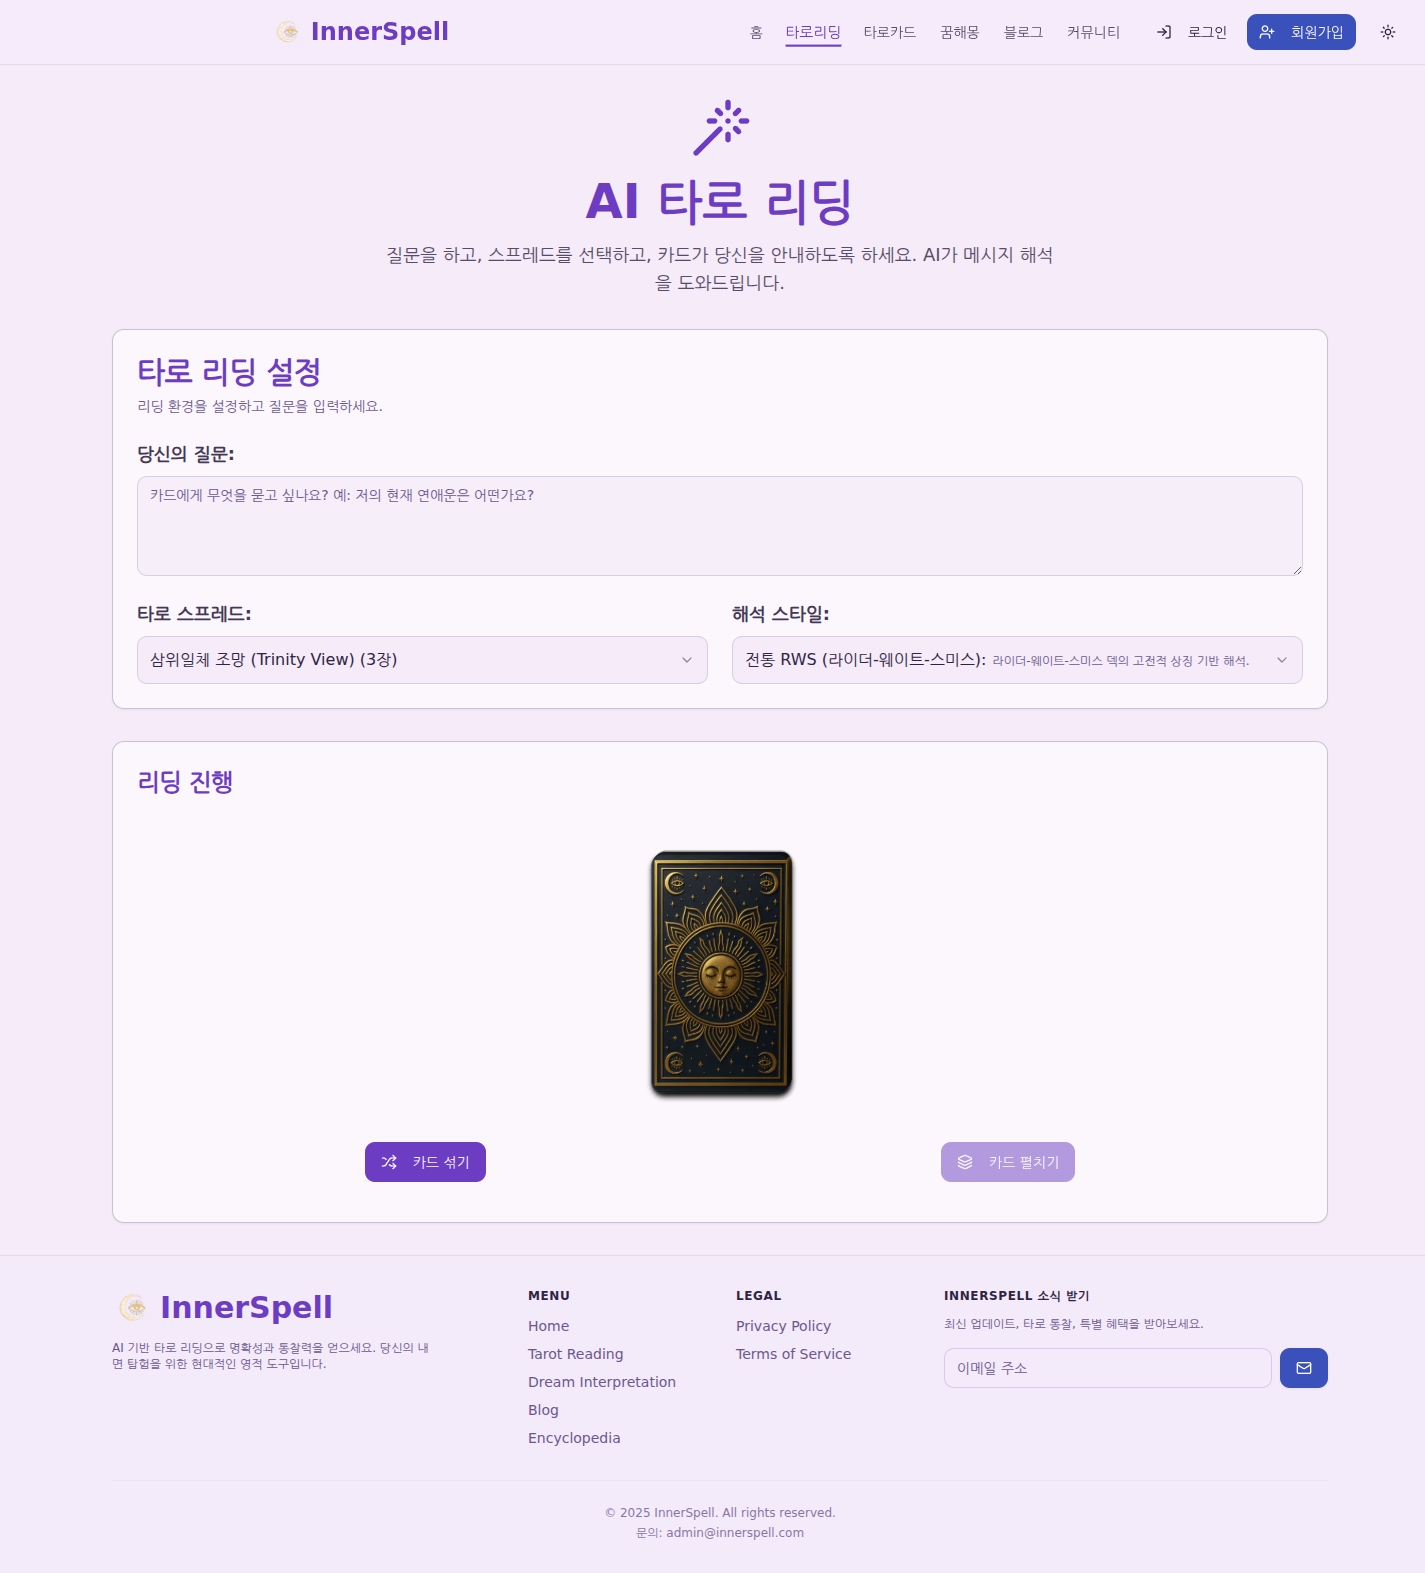 InnerSpell
홈 타로리딩 타로카드 꿈해몽 블로그 커뮤니티 로그인 회원가입
AI 타로 리딩
질문을 하고, 스프레드를 선택하고, 카드가 당신을 안내하도록 하세요. AI가 메시지 해석
을 도와드립니다.
타로 리딩 설정
리딩 환경을 설정하고 질문을 입력하세요.
당신의 질문:
카드에게 무엇을 묻고 싶나요? 예: 저의 현재 연애운은 어떤가요?
타로 스프레드:
삼위일체 조망 (Trinity View) (3장)
해석 스타일:
전통 RWS (라이더-웨이트-스미스): 라이더-웨이트-스미스 덱의 고전적 상징 기반 해석.
리딩 진행
카드 섞기
카드 펼치기
InnerSpell
AI 기반 타로 리딩으로 명확성과 통찰력을 얻으세요. 당신의 내
면 탐험을 위한 현대적인 영적 도구입니다.
MENU
Home
Tarot Reading
Dream Interpretation
Blog
Encyclopedia
LEGAL
Privacy Policy
Terms of Service
INNERSPELL 소식 받기
최신 업데이트, 타로 통찰, 특별 혜택을 받아보세요.
이메일 주소
© 2025 InnerSpell. All rights reserved.
문의: admin@innerspell.com